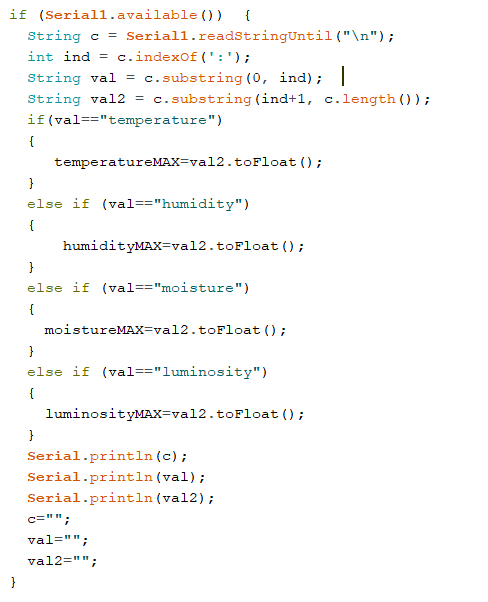 if (Serial1.available())  {
  String c = Serial1.readStringUntil("\n");
  int ind = c.indexOf(':');
  String val = c.substring(0, ind);
  String val2 = c.substring(ind+1, c.length());
  if(val=="temperature")
  {
     temperatureMAX=val2.toFloat();
  }
  else if (val=="humidity")
  {
      humidityMAX=val2.toFloat();
  }
  else if (val=="moisture")
  {
    moistureMAX=val2.toFloat();
  }
  else if (val=="luminosity")
  {
    luminosityMAX=val2.toFloat();
  }
  Serial.println(c);
  Serial.println(val);
  Serial.println(val2);
  c="";
  val="";
  val2="";
}